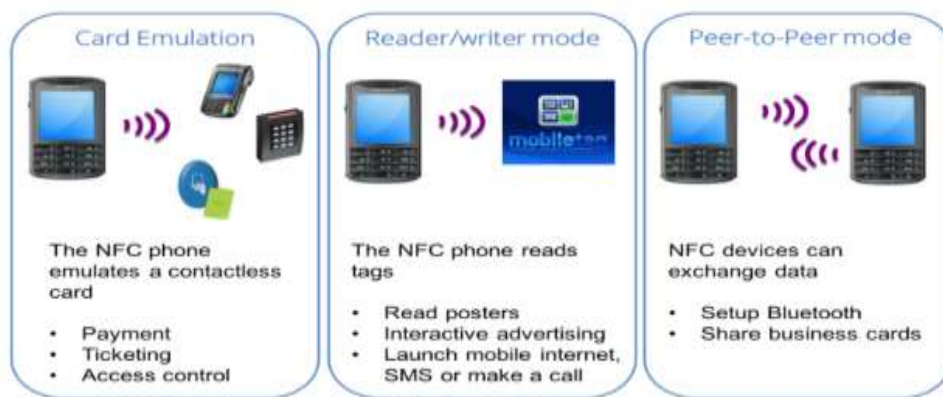 Card Emulation
The NFC phone
emulates a contactless
card
• Payment
• Ticketing
• Access control
Reader/writer mode
mobiletag
The NFC phone reads
tags
• Read posters
• Interactive advertising
• Launch mobile internet,
SMS or make a call
Peer-to-Peer mode
NFC devices can
exchange data
• Setup Bluetooth
• Share business cards